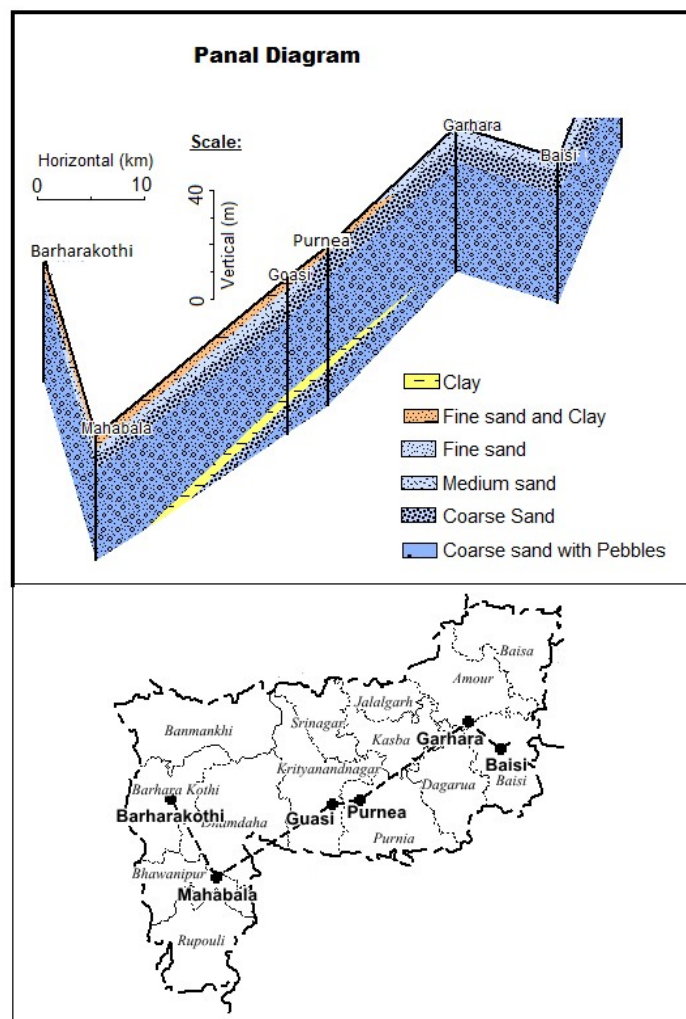 Panal Diagram
Garhara
Scale:
Horizontal (km)
0 10
Baisi
40
Vertical (m)
0
Barharakothi
Purnea
Goasi
Mahabala
Clay
Fine sand and Clay
Fine sand
Medium sand
Coarse Sand
Coarse sand with Pebbles
Baisa
Amour
Jalalgarh
Srinagar
Banmankhi
Kasba
Garhara
Baisi
Krityanandnagar
Dagarua
Baisi
Barhara Kothi
Barharakothi
Dhamdaha
Guasi
Purnea
Purnia
Bhawanipur
Mahabala
Rupouli